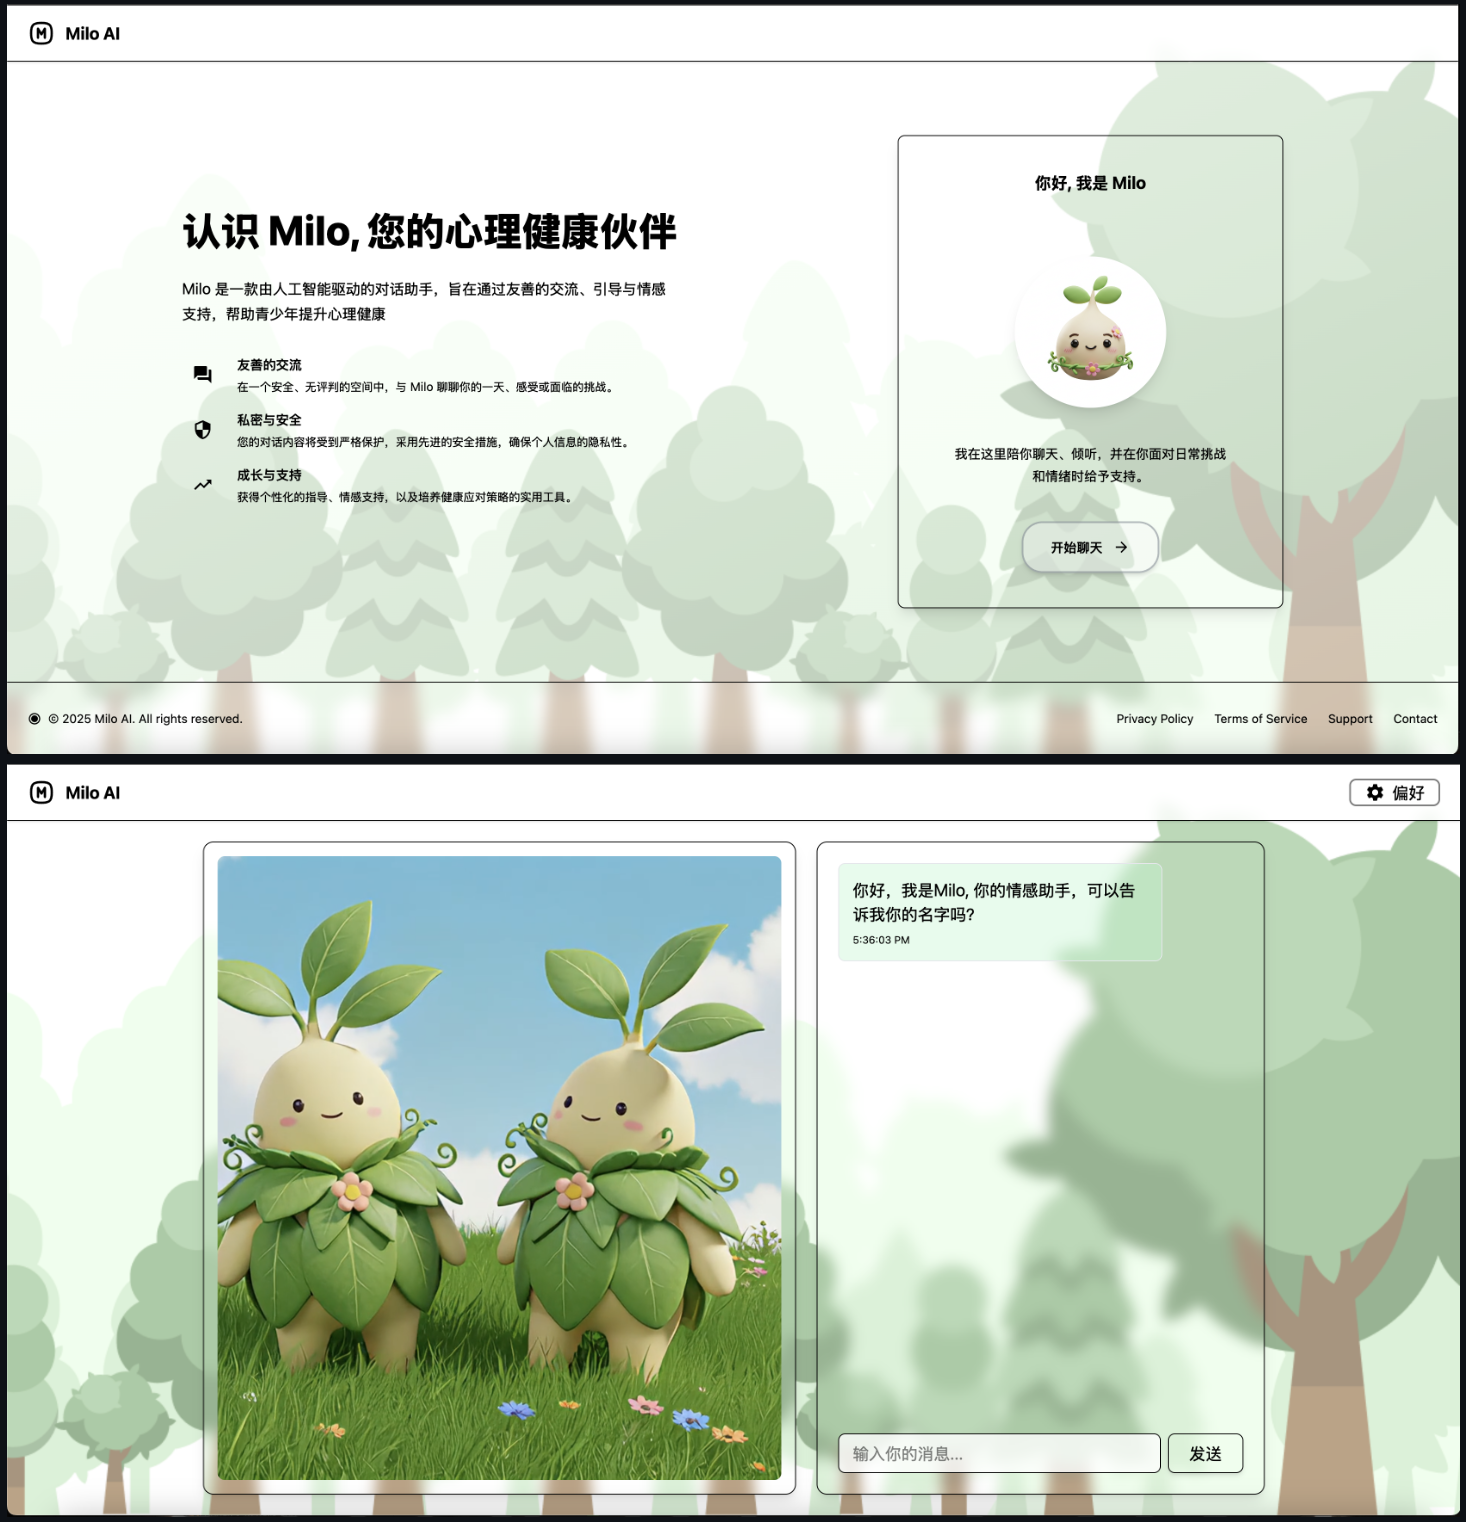 M Milo AI
认识 Milo, 您的心理健康伙伴
Milo 是一款由人工智能驱动的对话助手，旨在通过友善的交流、引导与情感
支持，帮助青少年提升心理健康
友善的交流
在一个安全、无评判的空间中，与 Milo 聊聊你的一天、感受或面临的挑战。
私密与安全
您的对话内容将受到严格保护，采用先进的安全措施，确保个人信息的隐私性。
成长与支持
获得个性化的指导、情感支持，以及培养健康应对策略的实用工具。
你好, 我是 Milo
我在这里陪你聊天、倾听，并在你面对日常挑战
和情绪时给予支持。
开始聊天 →
© 2025 Milo AI. All rights reserved.
Privacy Policy Terms of Service Support Contact
M Milo AI
偏好
你好，我是Milo, 你的情感助手，可以告
诉我你的名字吗?
5:36:03 PM
输入你的消息...
发送